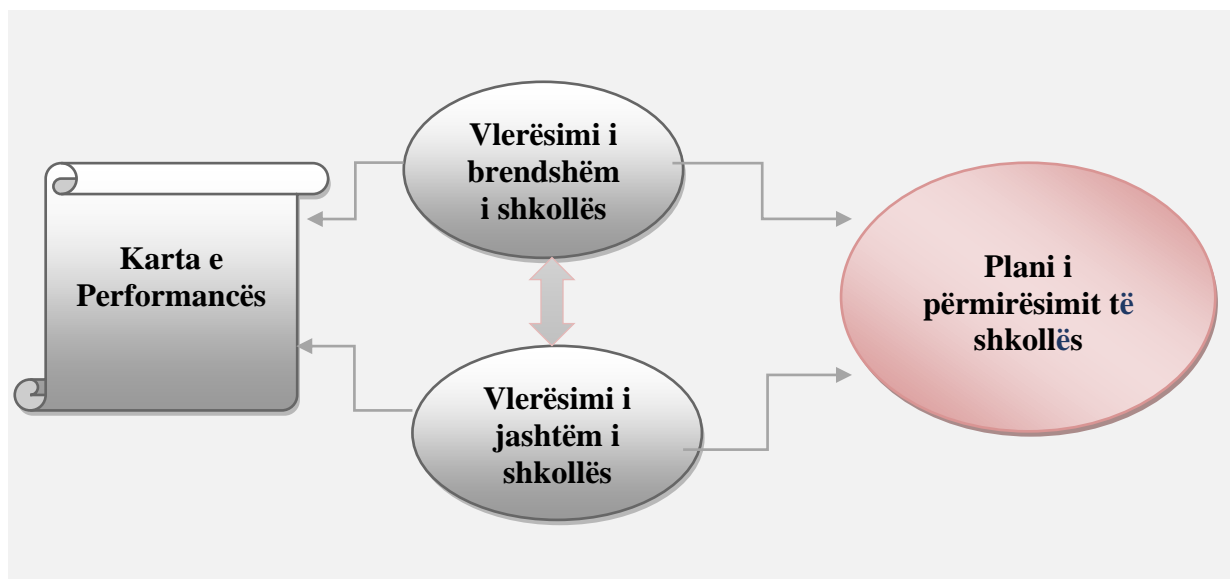 Vlerësimi i
brendshëm
i shkollës
Karta e
Performancës
Plani i
përmirësimit të
shkollës
Vlerësimi i
jashtëm i
shkollës